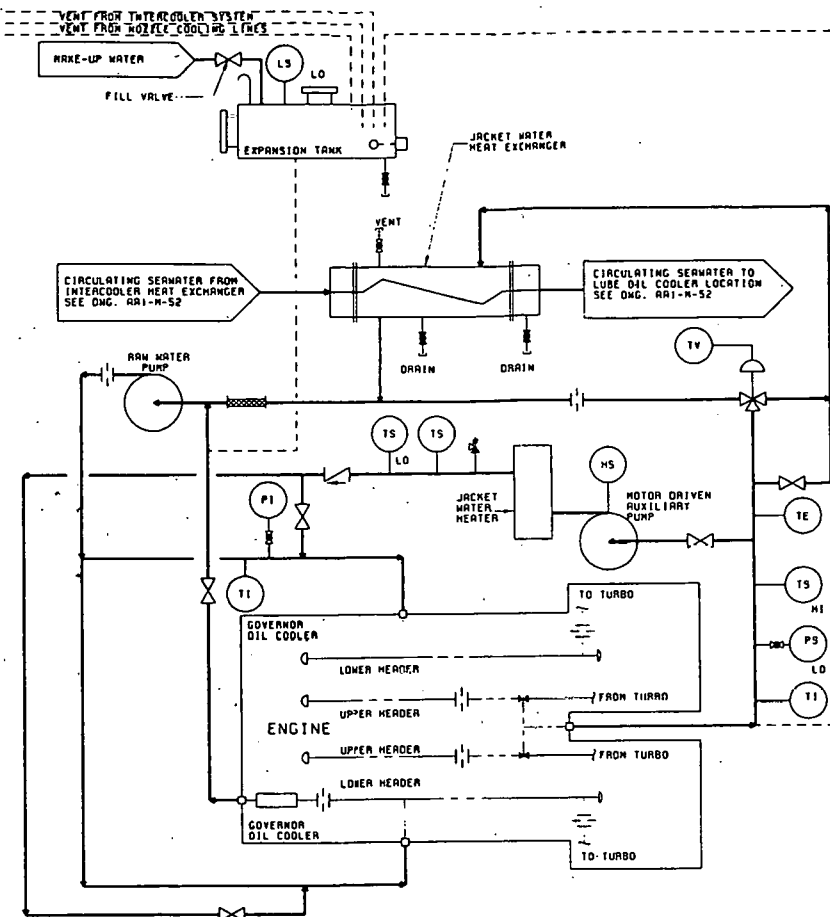 VENT FROM INTERCOOLER SYSTEM
VENT FROM NOZZLE COOLING LINES
MAKE-UP WATER
LS
LO
FILL VALVE
EXPANSION TANK
JACKET WATER
HEAT EXCHANGER
VENT
CIRCULATING SEAWATER FROM
INTERCOOLER HEAT EXCHANGER
SEE DWG. AA1-M-52
CIRCULATING SEAWATER TO
LUBE OIL COOLER LOCATION
SEE DWG. AA1-M-52
DRAIN
DRAIN
TV
RAW WATER
PUMP
TS
LO
TS
HS
PI
JACKET
WATER
HEATER
MOTOR DRIVEN
AUXILIARY
PUMP
TE
TI
TS
HI
GOVERNOR
OIL COOLER
TO TURBO
LOWER HEADER
PS
LO
UPPER HEADER
FROM TURBO
TI
ENGINE
UPPER HEADER
FROM TURBO
LOWER HEADER
GOVERNOR
OIL COOLER
TO-TURBO